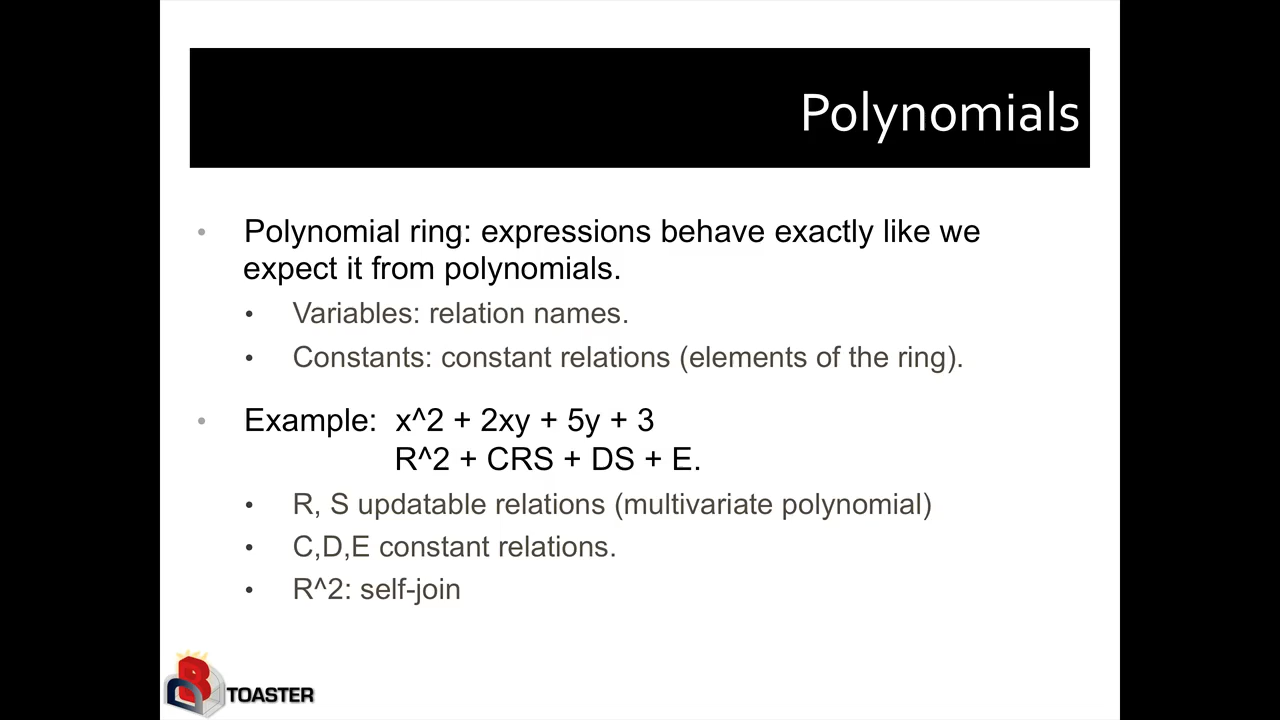 Polynomials
• Polynomial ring: expressions behave exactly like we
expect it from polynomials.
• Variables: relation names.
• Constants: constant relations (elements of the ring).
• Example: x^2 + 2xy + 5y + 3
R^2 + CRS + DS + E.
• R, S updatable relations (multivariate polynomial)
• C,D,E constant relations.
• R^2: self-join
DB TOASTER